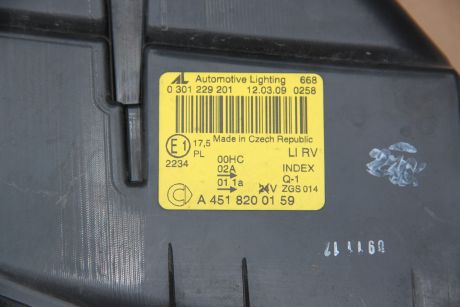 AL Automotive Lighting 668
0 301 229 201 12.03.09 0258
Made in Czech Republic
E1 17,5 LI RV
PL 00HC
2234 02A INDEX
01 1a Q-1
24V ZGS 014
A 451 820 01 59